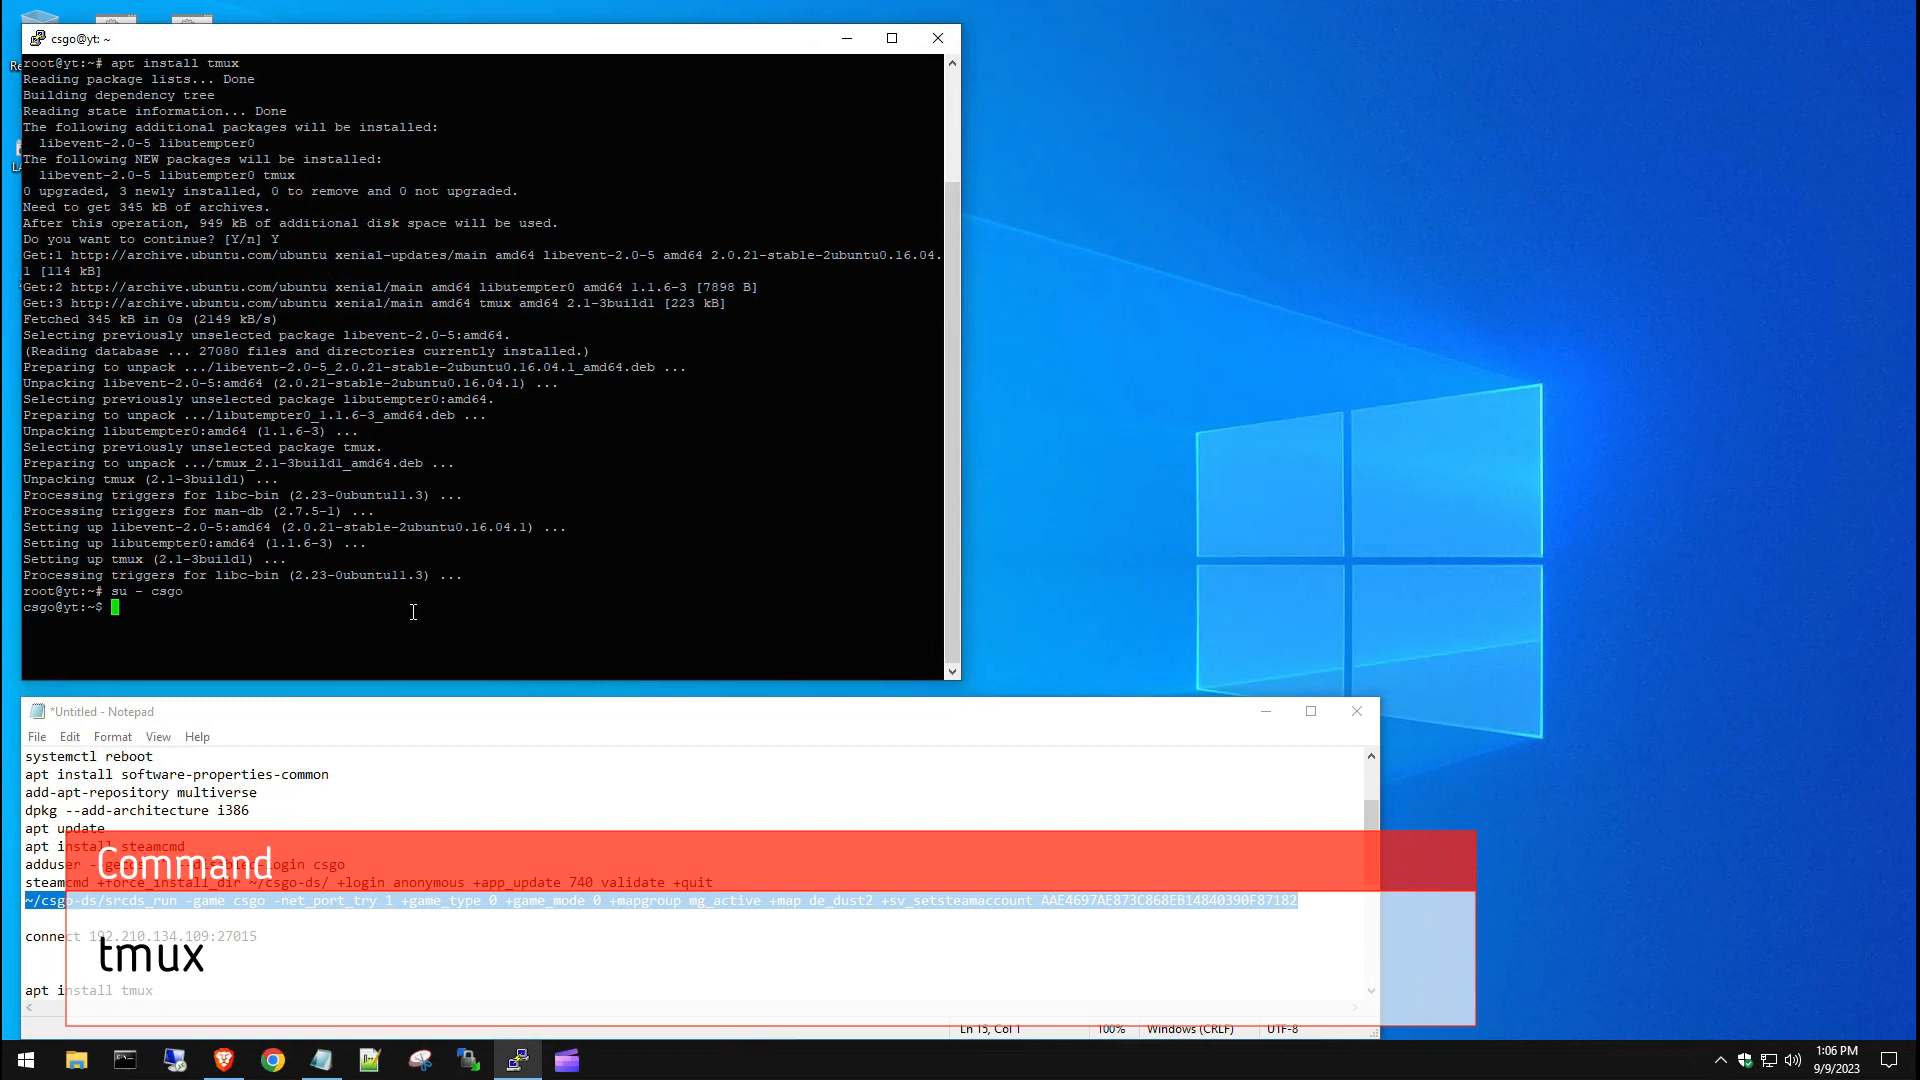 csgo@yt: ~
root@yt:~# apt install tmux
Reading package lists... Done
Building dependency tree
Reading state information... Done
The following additional packages will be installed:
  libevent-2.0-5 libutempter0
The following NEW packages will be installed:
  libevent-2.0-5 libutempter0 tmux
0 upgraded, 3 newly installed, 0 to remove and 0 not upgraded.
Need to get 345 kB of archives.
After this operation, 949 kB of additional disk space will be used.
Do you want to continue? [Y/n] Y
Get:1 http://archive.ubuntu.com/ubuntu xenial-updates/main amd64 libevent-2.0-5 amd64 2.0.21-stable-2ubuntu0.16.04.
1 [114 kB]
Get:2 http://archive.ubuntu.com/ubuntu xenial/main amd64 libutempter0 amd64 1.1.6-3 [7898 B]
Get:3 http://archive.ubuntu.com/ubuntu xenial/main amd64 tmux amd64 2.1-3build1 [223 kB]
Fetched 345 kB in 0s (2149 kB/s)
Selecting previously unselected package libevent-2.0-5:amd64.
(Reading database ... 27080 files and directories currently installed.)
Preparing to unpack .../libevent-2.0-5_2.0.21-stable-2ubuntu0.16.04.1_amd64.deb ...
Unpacking libevent-2.0-5:amd64 (2.0.21-stable-2ubuntu0.16.04.1) ...
Selecting previously unselected package libutempter0:amd64.
Preparing to unpack .../libutempter0_1.1.6-3_amd64.deb ...
Unpacking libutempter0:amd64 (1.1.6-3) ...
Selecting previously unselected package tmux.
Preparing to unpack .../tmux_2.1-3build1_amd64.deb ...
Unpacking tmux (2.1-3build1) ...
Processing triggers for libc-bin (2.23-0ubuntu11.3) ...
Processing triggers for man-db (2.7.5-1) ...
Setting up libevent-2.0-5:amd64 (2.0.21-stable-2ubuntu0.16.04.1) ...
Setting up libutempter0:amd64 (1.1.6-3) ...
Setting up tmux (2.1-3build1) ...
Processing triggers for libc-bin (2.23-0ubuntu11.3) ...
root@yt:~# su - csgo
csgo@yt:~$
*Untitled - Notepad
File Edit Format View Help
systemctl reboot
apt install software-properties-common
add-apt-repository multiverse
dpkg --add-architecture i386
apt update
apt install steamcmd
Command
adduser login csgo
steamcmd +force_install_dir ~/csgo-ds/ +login anonymous +app_update 740 validate +quit
~/csgo-ds/srcds_run -game csgo -net_port_try 1 +game_type 0 +game_mode 0 +mapgroup mg_active +map de_dust2 +sv_setsteamaccount AAE4697AE873C868EB14840390F87182
connect 192.210.134.109:27015
tmux
apt install tmux
Ln 15, Col 1 100% Windows (CRLF) UTF-8
1:06 PM
9/9/2023